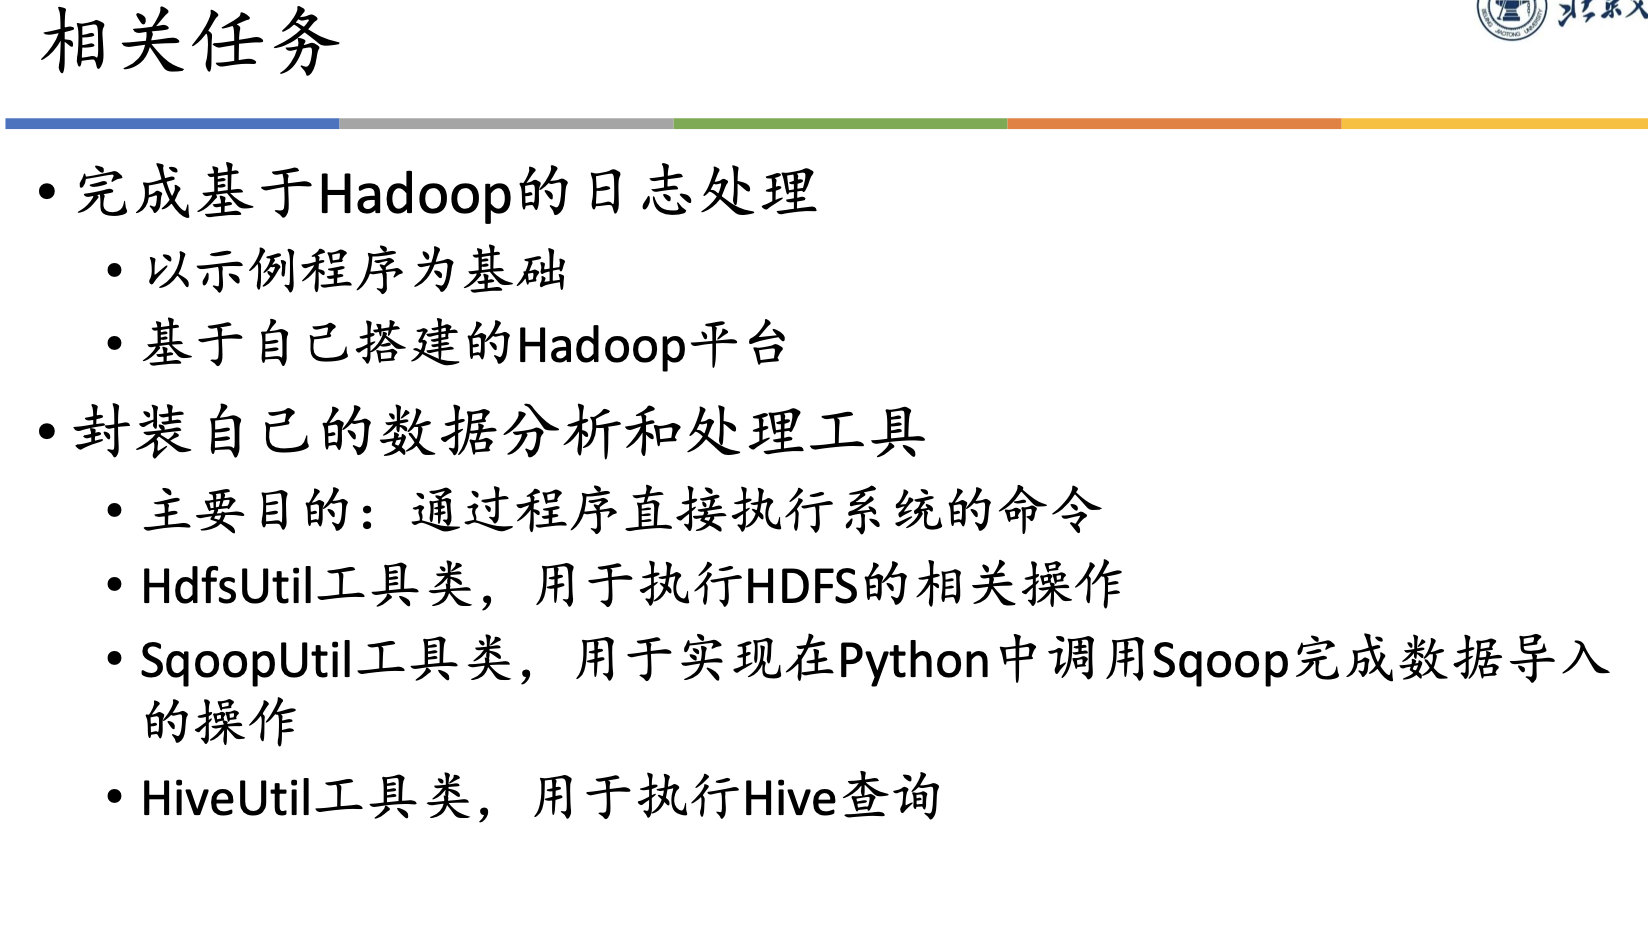 相关任务
• 完成基于Hadoop的日志处理
• 以示例程序为基础
• 基于自己搭建的Hadoop平台
• 封装自己的数据分析和处理工具
• 主要目的：通过程序直接执行系统的命令
• HdfsUtil工具类，用于执行HDFS的相关操作
• SqoopUtil工具类，用于实现在Python中调用Sqoop完成数据导入
的操作
• HiveUtil工具类，用于执行Hive查询